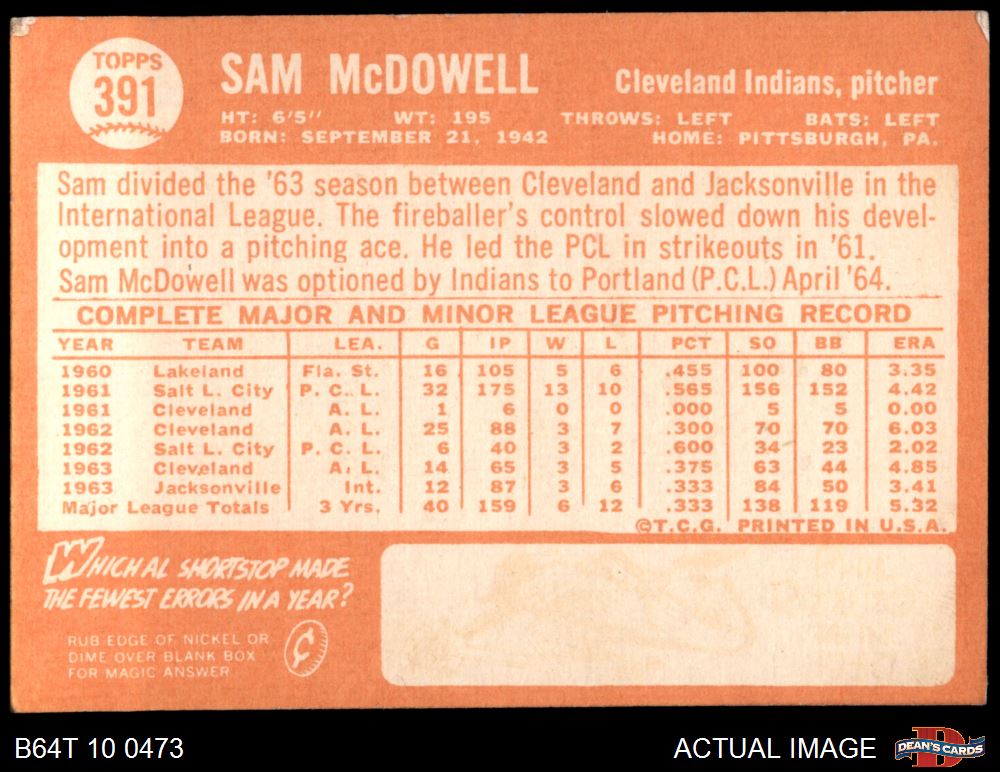 TOPPS
391
SAM McDOWELL
Cleveland Indians, pitcher
HT: 6'5" WT: 195 THROWS: LEFT BATS: LEFT
BORN: SEPTEMBER 21, 1942 HOME: PITTSBURGH, PA.
Sam divided the '63 season between Cleveland and Jacksonville in the
International League. The fireballer's control slowed down his devel-
opment into a pitching ace. He led the PCL in strikeouts in '61.
Sam McDowell was optioned by Indians to Portland (P.C.L.) April '64.
COMPLETE MAJOR AND MINOR LEAGUE PITCHING RECORD
YEAR TEAM LEA. G IP W L PCT SO BB ERA
1960 Lakeland Fla. St. 16 105 5 6 .455 100 80 3.35
1961 Salt L. City P. C. L. 32 175 13 10 .565 156 152 4.42
1961 Cleveland A. L. 1 6 0 0 .000 5 5 0.00
1962 Cleveland A. L. 25 88 3 7 .300 70 70 6.03
1962 Salt L. City P. C. L. 6 40 3 2 .600 34 23 2.02
1963 Cleveland A. L. 14 65 3 5 .375 63 44 4.85
1963 Jacksonville Int. 12 87 3 6 .333 84 50 3.41
Major League Totals 3 Yrs. 40 159 6 12 .333 138 119 5.32
©T.C.G. PRINTED IN U.S.A.
WHICH AL SHORTSTOP MADE
THE FEWEST ERRORS IN A YEAR?
RUB EDGE OF NICKEL OR
DIME OVER BLANK BOX
FOR MAGIC ANSWER
¢
B64T 10 0473
ACTUAL IMAGE
D
DEAN'S CARDS